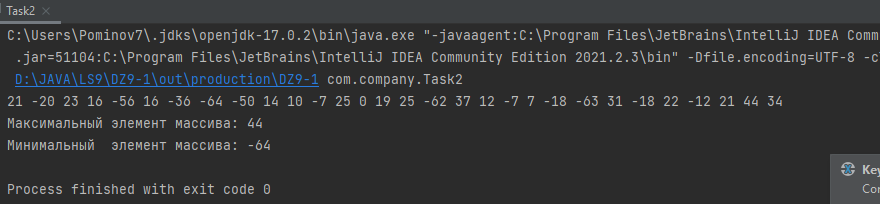 Task2
C:\Users\Pominov7\.jdks\openjdk-17.0.2\bin\java.exe "-javaagent:C:\Program Files\JetBrains\IntelliJ IDEA Comm
.jar=51104:C:\Program Files\JetBrains\IntelliJ IDEA Community Edition 2021.2.3\bin" -Dfile.encoding=UTF-8 -c
D:\JAVA\LS9\DZ9-1\out\production\DZ9-1 com.company.Task2
21 -20 23 16 -56 16 -36 -64 -50 14 10 -7 25 0 19 25 -62 37 12 -7 7 -18 -63 31 -18 22 -12 21 44 34
Максимальный элемент массива: 44
Минимальный  элемент массива: -64
Process finished with exit code 0
Key
Cor